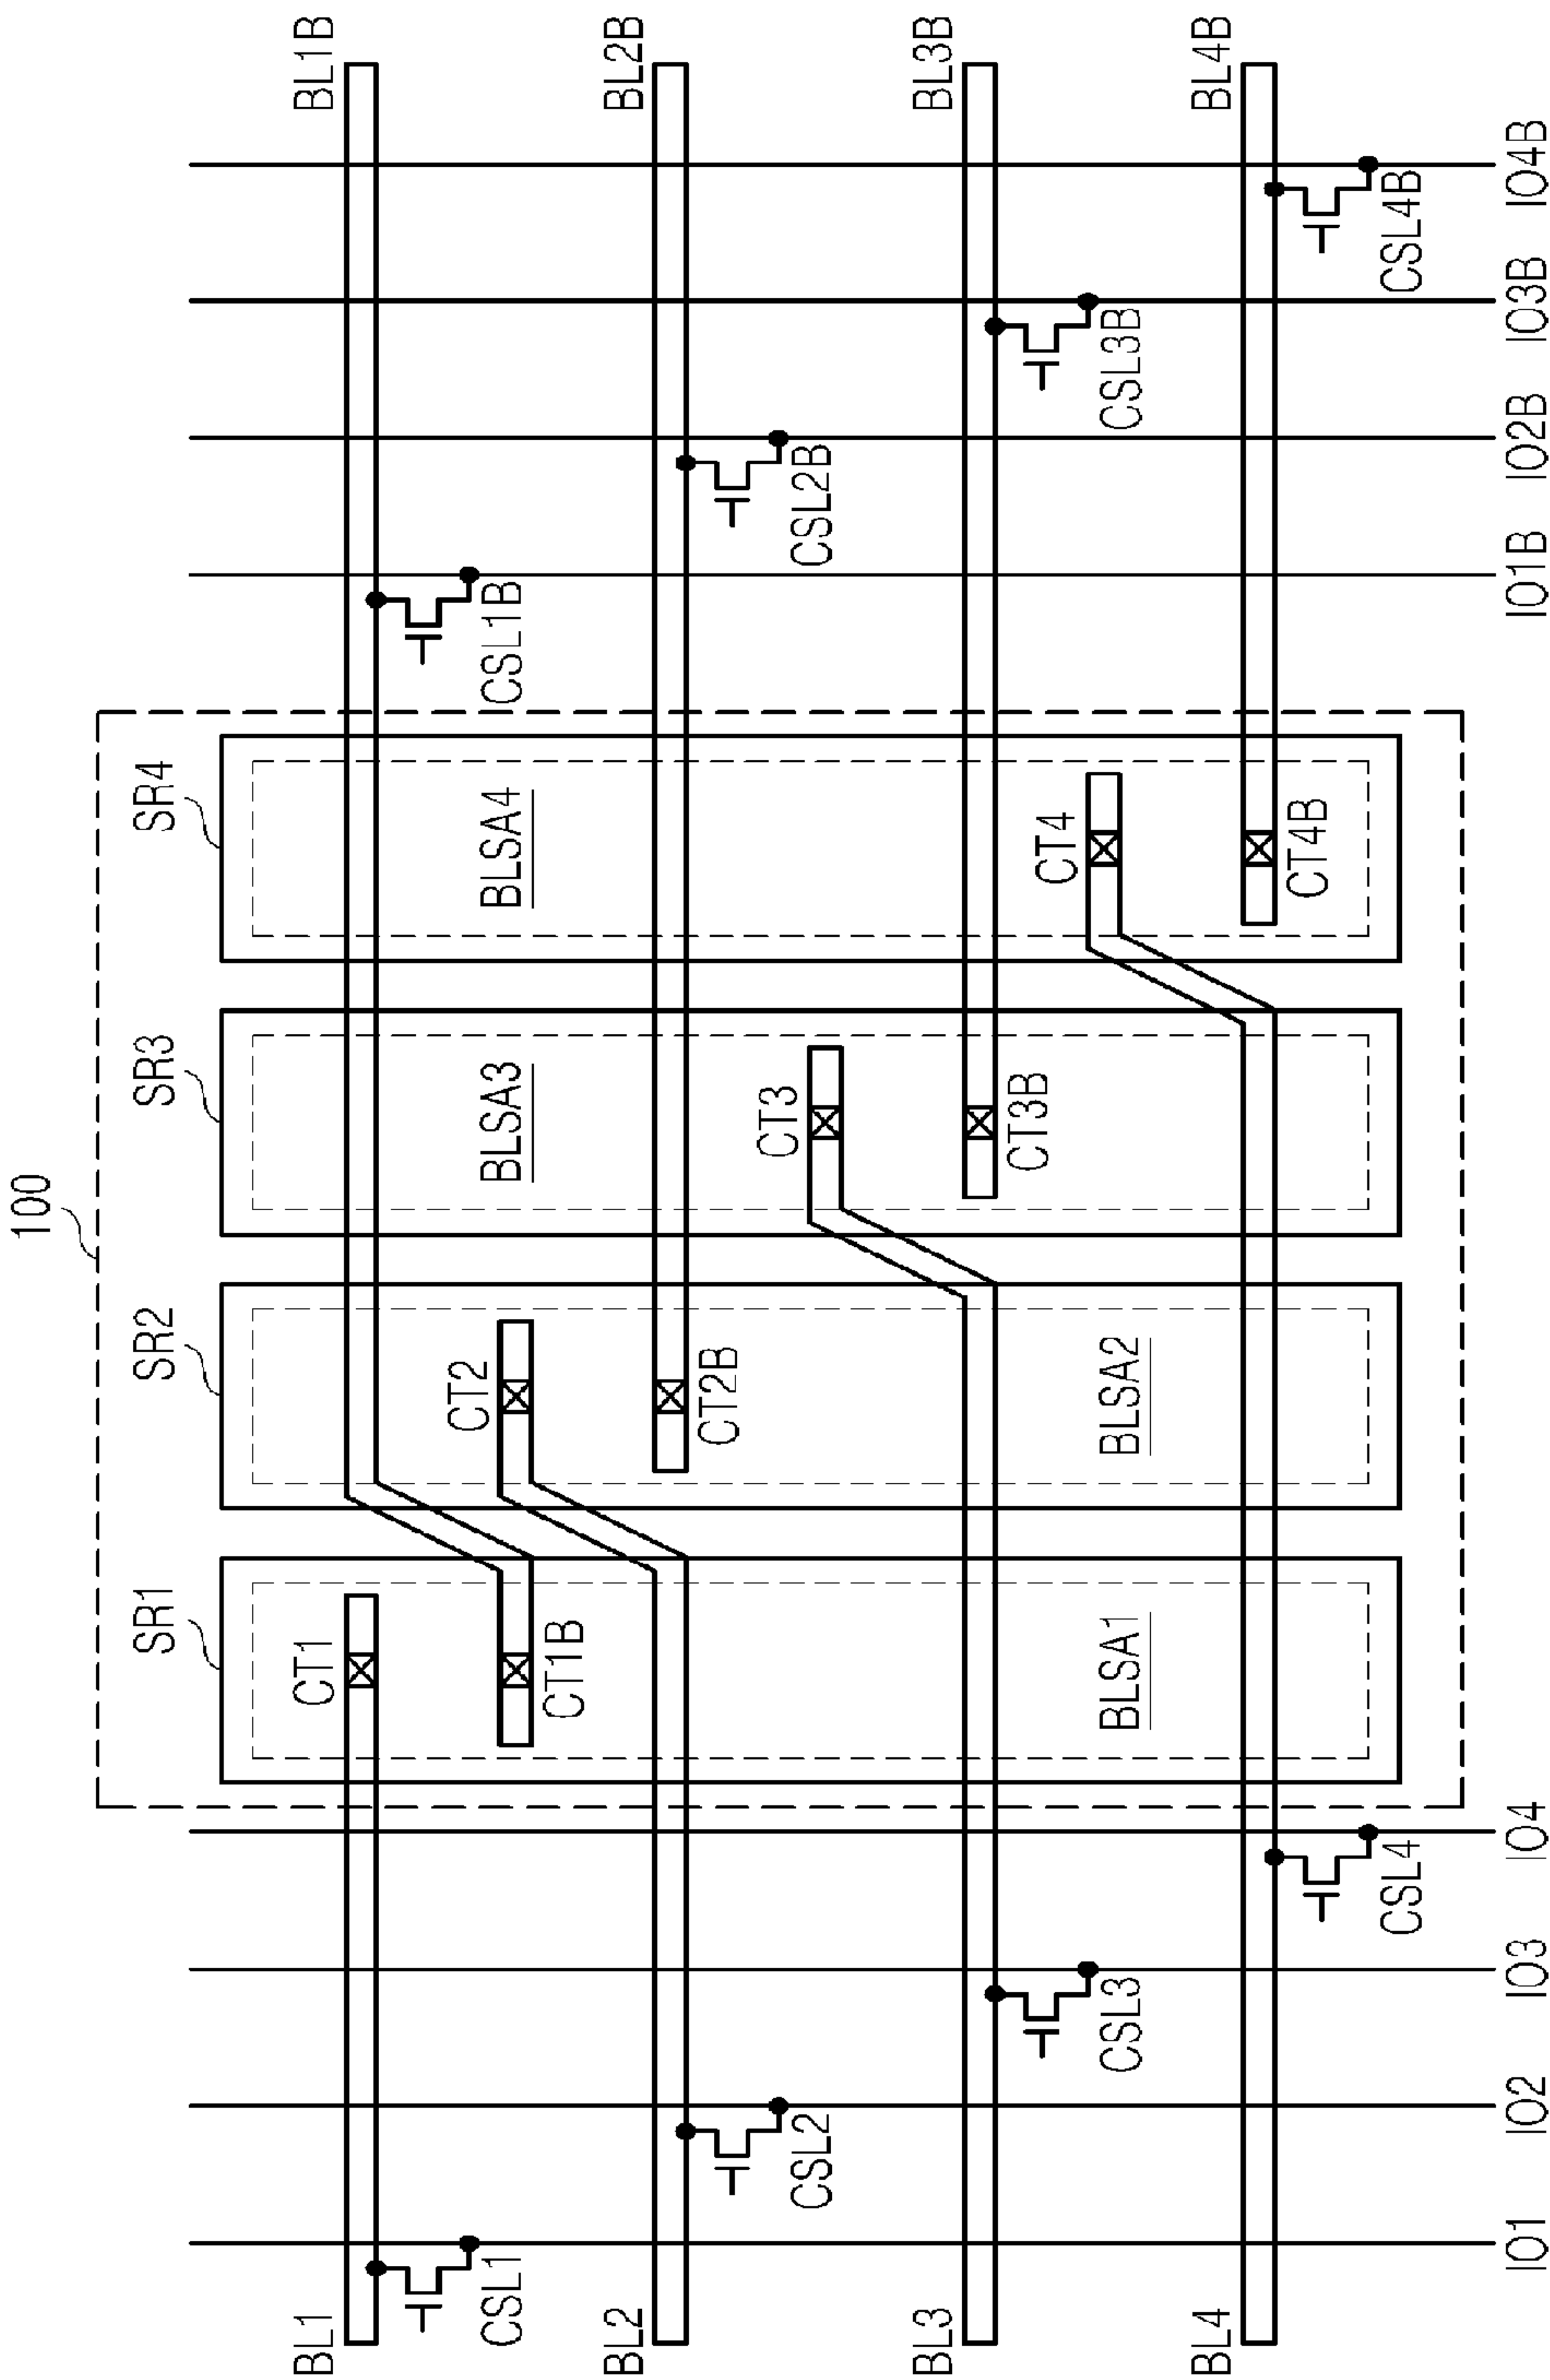 100
SR1
SR2
SR3
SR4
BL1
CT1
BL1B
CSL1
CT1B
BLSA3
BLSA4
CSL1B
CT2
BL2
BL2B
CT2B
CSL2
CSL2B
CT3
BL3
BL3B
CT3B
CT4
CSL3
BLSA1
BLSA2
CSL3B
BL4
BL4B
CT4B
CSL4
CSL4B
IO1
IO2
IO3
IO4
IO1B
IO2B
IO3B
IO4B